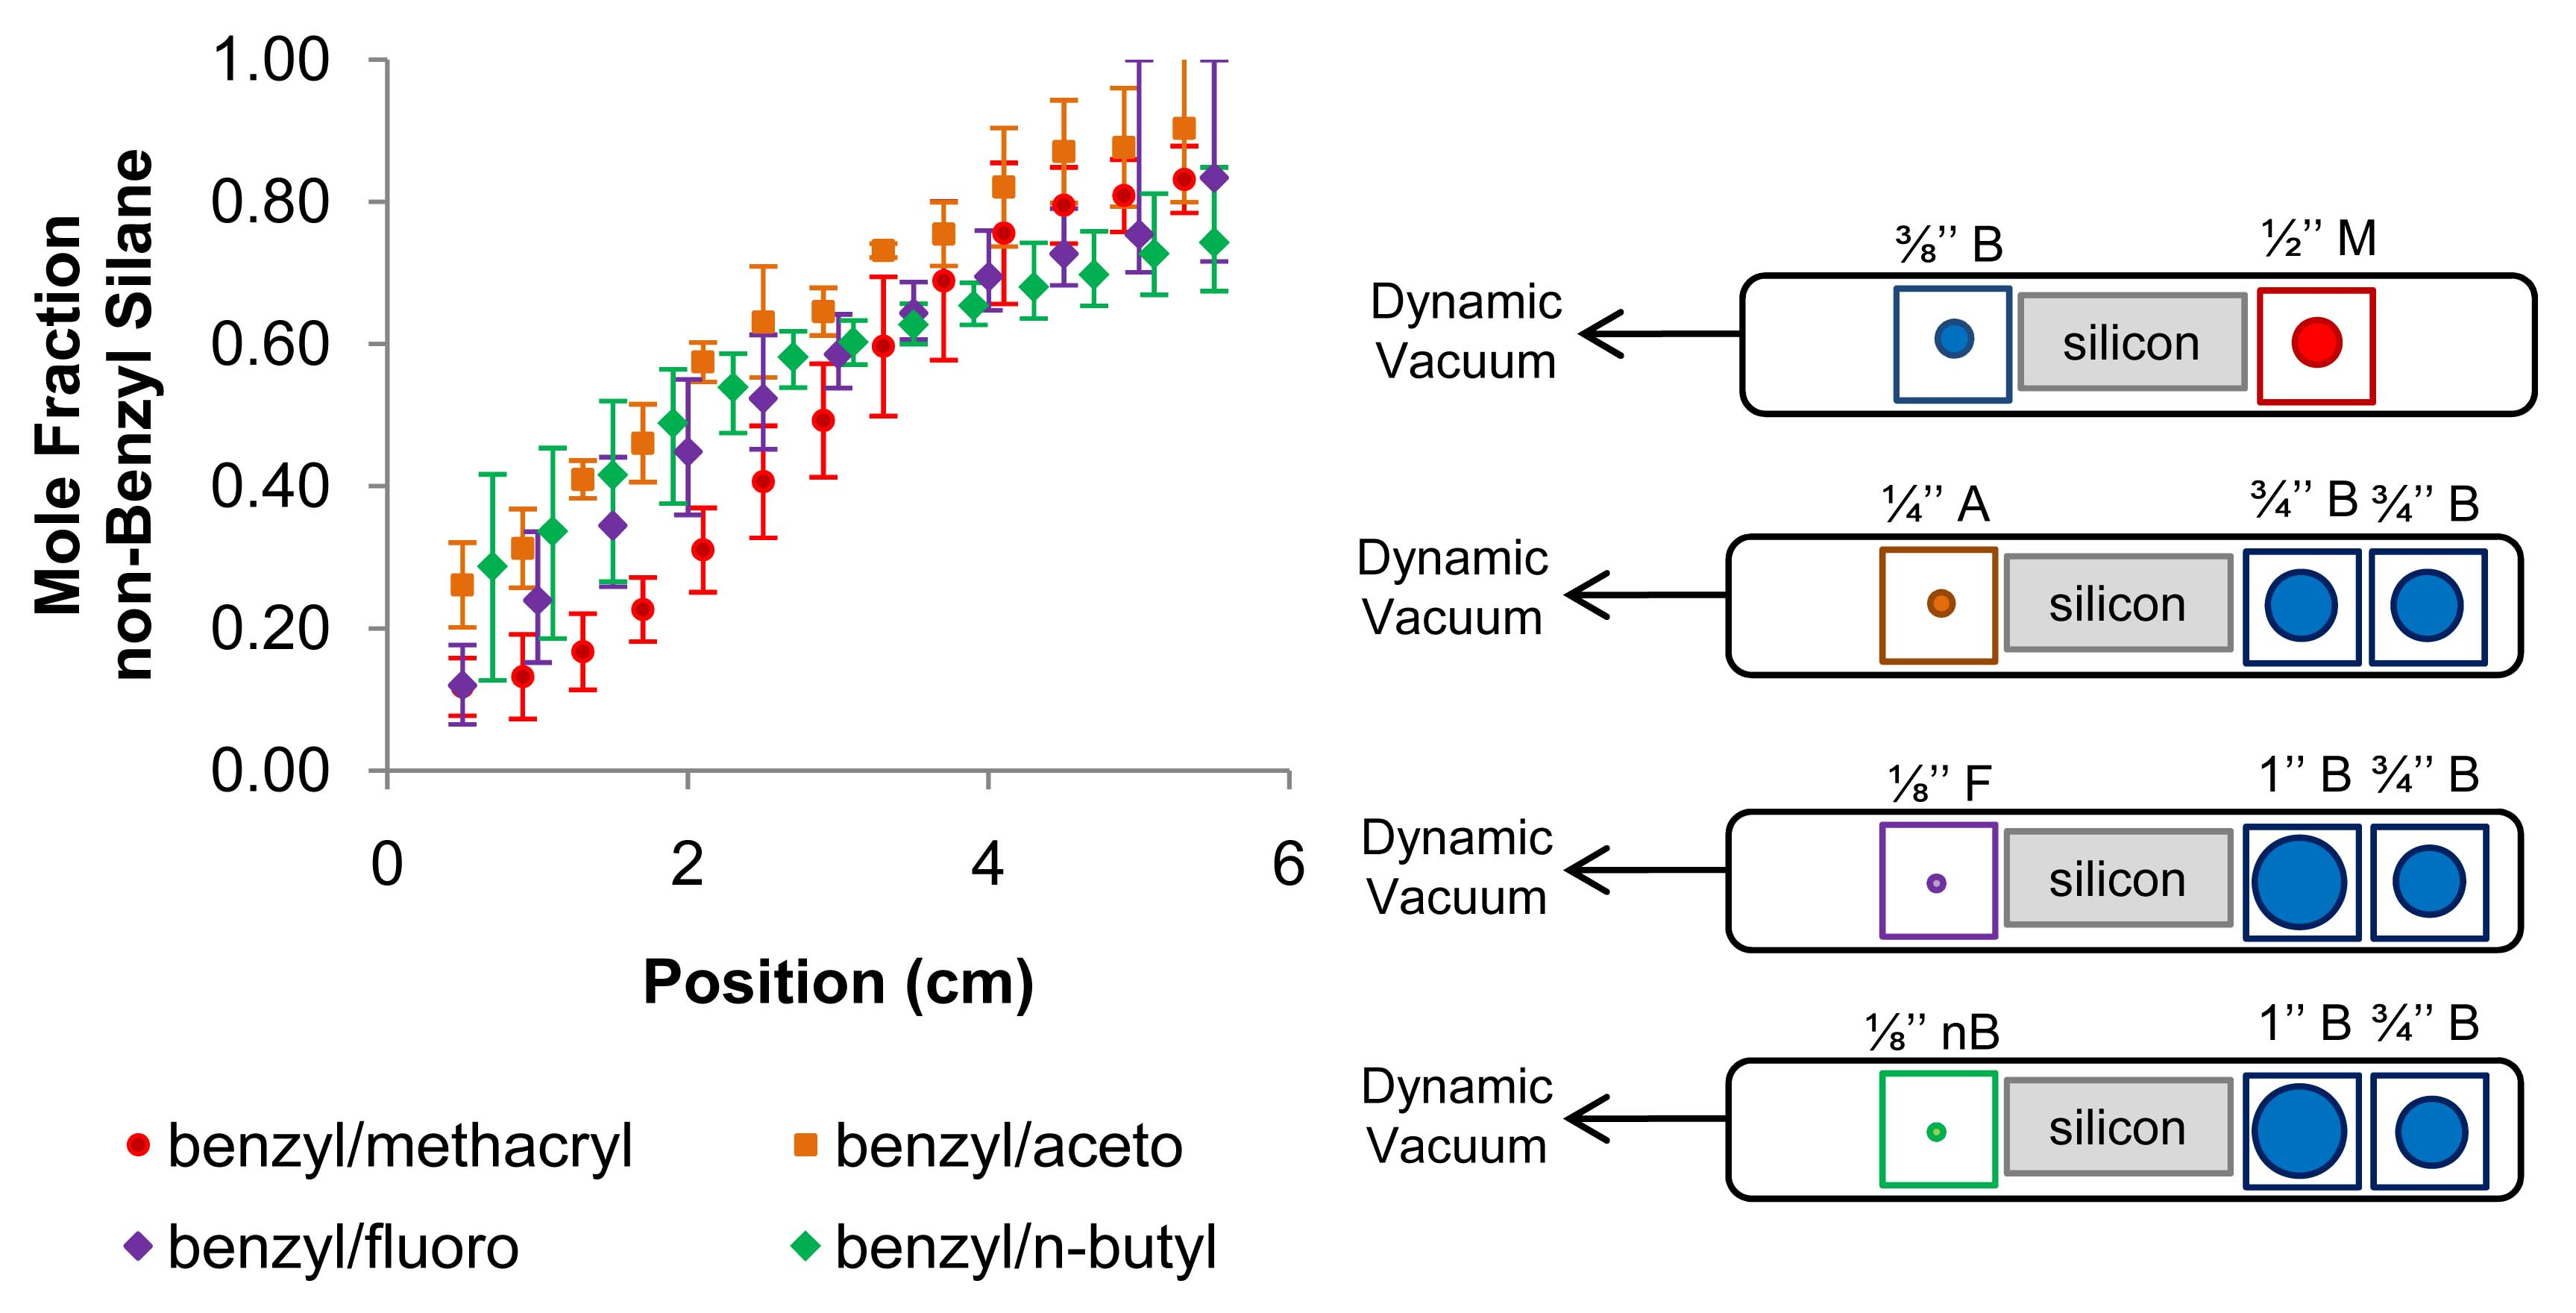 1.00
0.80
0.60
0.40
0.20
0.00
Mole Fraction
non-Benzyl Silane
0 2 4 6
Position (cm)
benzyl/methacryl
benzyl/aceto
benzyl/fluoro
benzyl/n-butyl
⅜’’ B ½’’ M
Dynamic
Vacuum
silicon
¼’’ A ¾’’ B ¾’’ B
Dynamic
Vacuum
silicon
⅛’’ F 1’’ B ¾’’ B
Dynamic
Vacuum
silicon
⅛’’ nB 1’’ B ¾’’ B
Dynamic
Vacuum
silicon